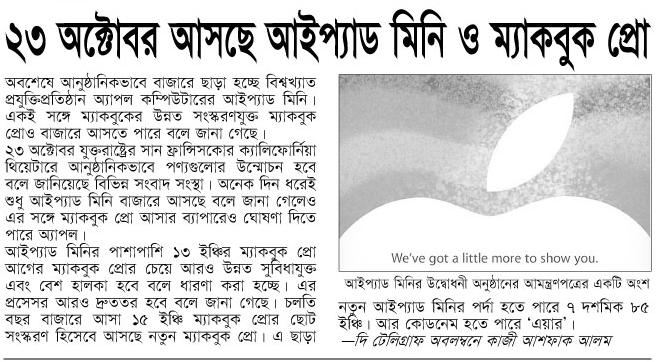 ২৩ অক্টোবর আসছে আইপ্যাড মিনি ও ম্যাকবুক প্রো
অবশেষে আনুষ্ঠানিকভাবে বাজারে ছাড়া হচ্ছে বিশ্বখ্যাত
প্রযুক্তিপ্রতিষ্ঠান অ্যাপল কম্পিউটারের আইপ্যাড মিনি।
একই সঙ্গে ম্যাকবুকের উন্নত সংস্করণযুক্ত ম্যাকবুক
প্রোও বাজারে আসতে পারে বলে জানা গেছে।
২৩ অক্টোবর যুক্তরাষ্ট্রের সান ফ্রান্সিসকোর ক্যালিফোর্নিয়া
থিয়েটারে আনুষ্ঠানিকভাবে পণ্যগুলোর উন্মোচন হবে
বলে জানিয়েছে বিভিন্ন সংবাদ সংস্থা। অনেক দিন ধরেই
শুধু আইপ্যাড মিনি বাজারে আসছে বলে জানা গেলেও
এর সঙ্গে ম্যাকবুক প্রো আসার ব্যাপারেও ঘোষণা দিতে
পারে অ্যাপল।
আইপ্যাড মিনির পাশাপাশি ১৩ ইঞ্চির ম্যাকবুক প্রো
আগের ম্যাকবুক প্রোর চেয়ে আরও উন্নত সুবিধাযুক্ত
এবং বেশ হালকা হবে বলে ধারণা করা হচ্ছে। এর
প্রসেসর আরও দ্রুততর হবে বলে জানা গেছে। চলতি
বছর বাজারে আসা ১৫ ইঞ্চি ম্যাকবুক প্রোর ছোট
সংস্করণ হিসেবে আসছে নতুন ম্যাকবুক প্রো। এ ছাড়া
We've got a little more to show you.
আইপ্যাড মিনির উদ্বোধনী অনুষ্ঠানের আমন্ত্রণপত্রের একটি অংশ
নতুন আইপ্যাড মিনির পর্দা হতে পারে ৭ দশমিক ৮৫
ইঞ্চি। আর কোডনেম হতে পারে ‘এয়ার’।
—দি টেলিগ্রাফ অবলম্বনে কাজী আশফাক আলম